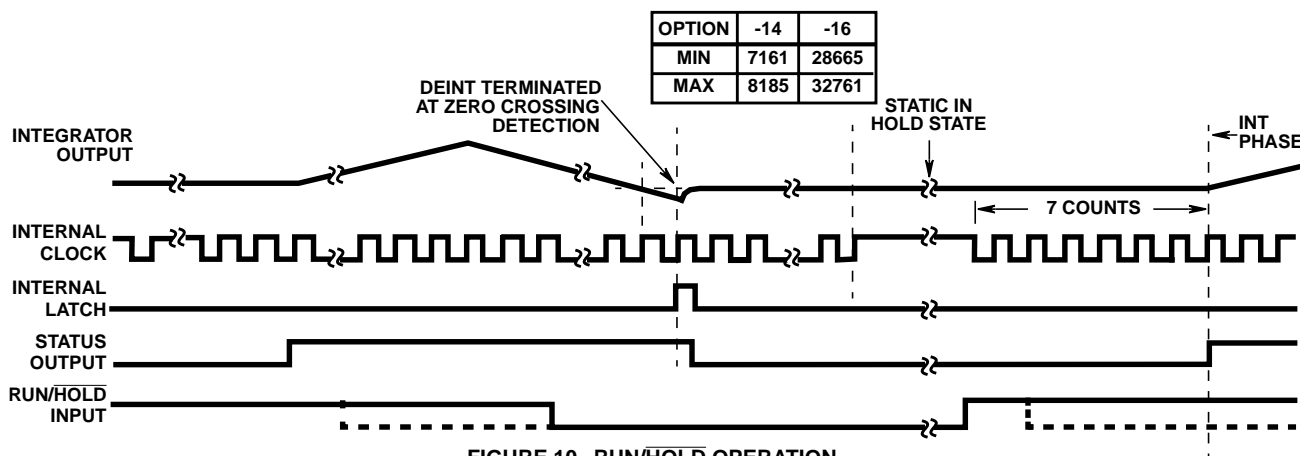 OPTION -14 -16
MIN 7161 28665
MAX 8185 32761
DEINT TERMINATED
AT ZERO CROSSING
DETECTION
STATIC IN
HOLD STATE
INT
PHASE
INTEGRATOR
OUTPUT
7 COUNTS
INTERNAL
CLOCK
INTERNAL
LATCH
STATUS
OUTPUT
RUN/HOLD
INPUT
FIGURE 10. RUN/HOLD OPERATION